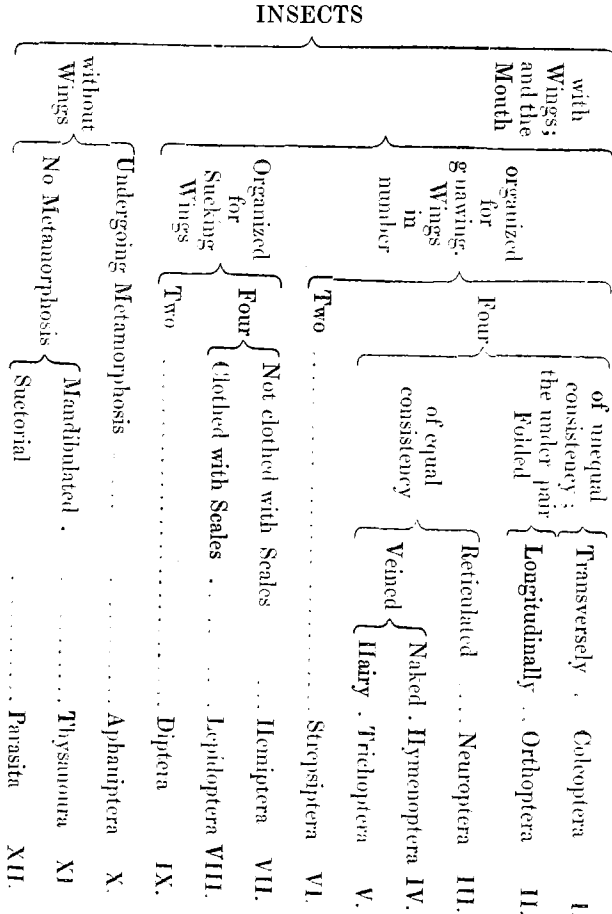 INSECTS
with
Wings;
and the
Mouth
organized
for
gnawing.
Wings
in
number
Four
of unequal
consistency;
the under pair
Folded
Transversely . Coleoptera I.
Longitudinally . . Orthoptera II.
of equal
consistency
Reticulated . . . . Neuroptera III.
Veined
Naked . Hymenoptera IV.
Hairy . Trichoptera V.
Two . . . . . . . . . . . . . . . . . . . . Strepsiptera VI.
Organized
for
Sucking
Wings
Four
Not clothed with Scales . . . . Hemiptera VII.
Clothed with Scales . . . . . . Lepidoptera VIII.
Two . . . . . . . . . . . . . . . . . . . . Diptera IX.
without
Wings
Undergoing Metamorphosis . . . . . . . . . . . Aphaniptera X.
No Metamorphosis
Mandibulated . . . . . . . . . Thysanoura XI
Suctorial . . . . . . . . . Parasita XII.